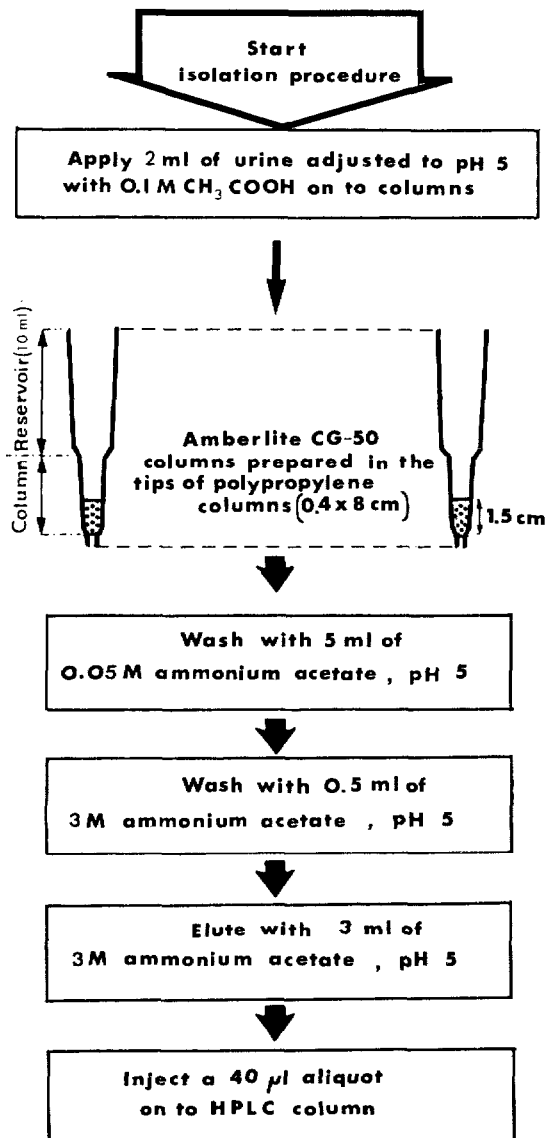 Start
isolation procedure
Apply 2 ml of urine adjusted to pH 5
with 0.1 M CH₃ COOH on to columns
Column Reservoir (10 ml)
Amberlite CG-50
columns prepared in the
tips of polypropylene
columns (0.4 x 8 cm)
1.5 cm
Wash with 5 ml of
0.05M ammonium acetate , pH 5
Wash with 0.5 ml of
3M ammonium acetate , pH 5
Elute with 3 ml of
3M ammonium acetate , pH 5
Inject a 40 µl aliquot
on to HPLC column